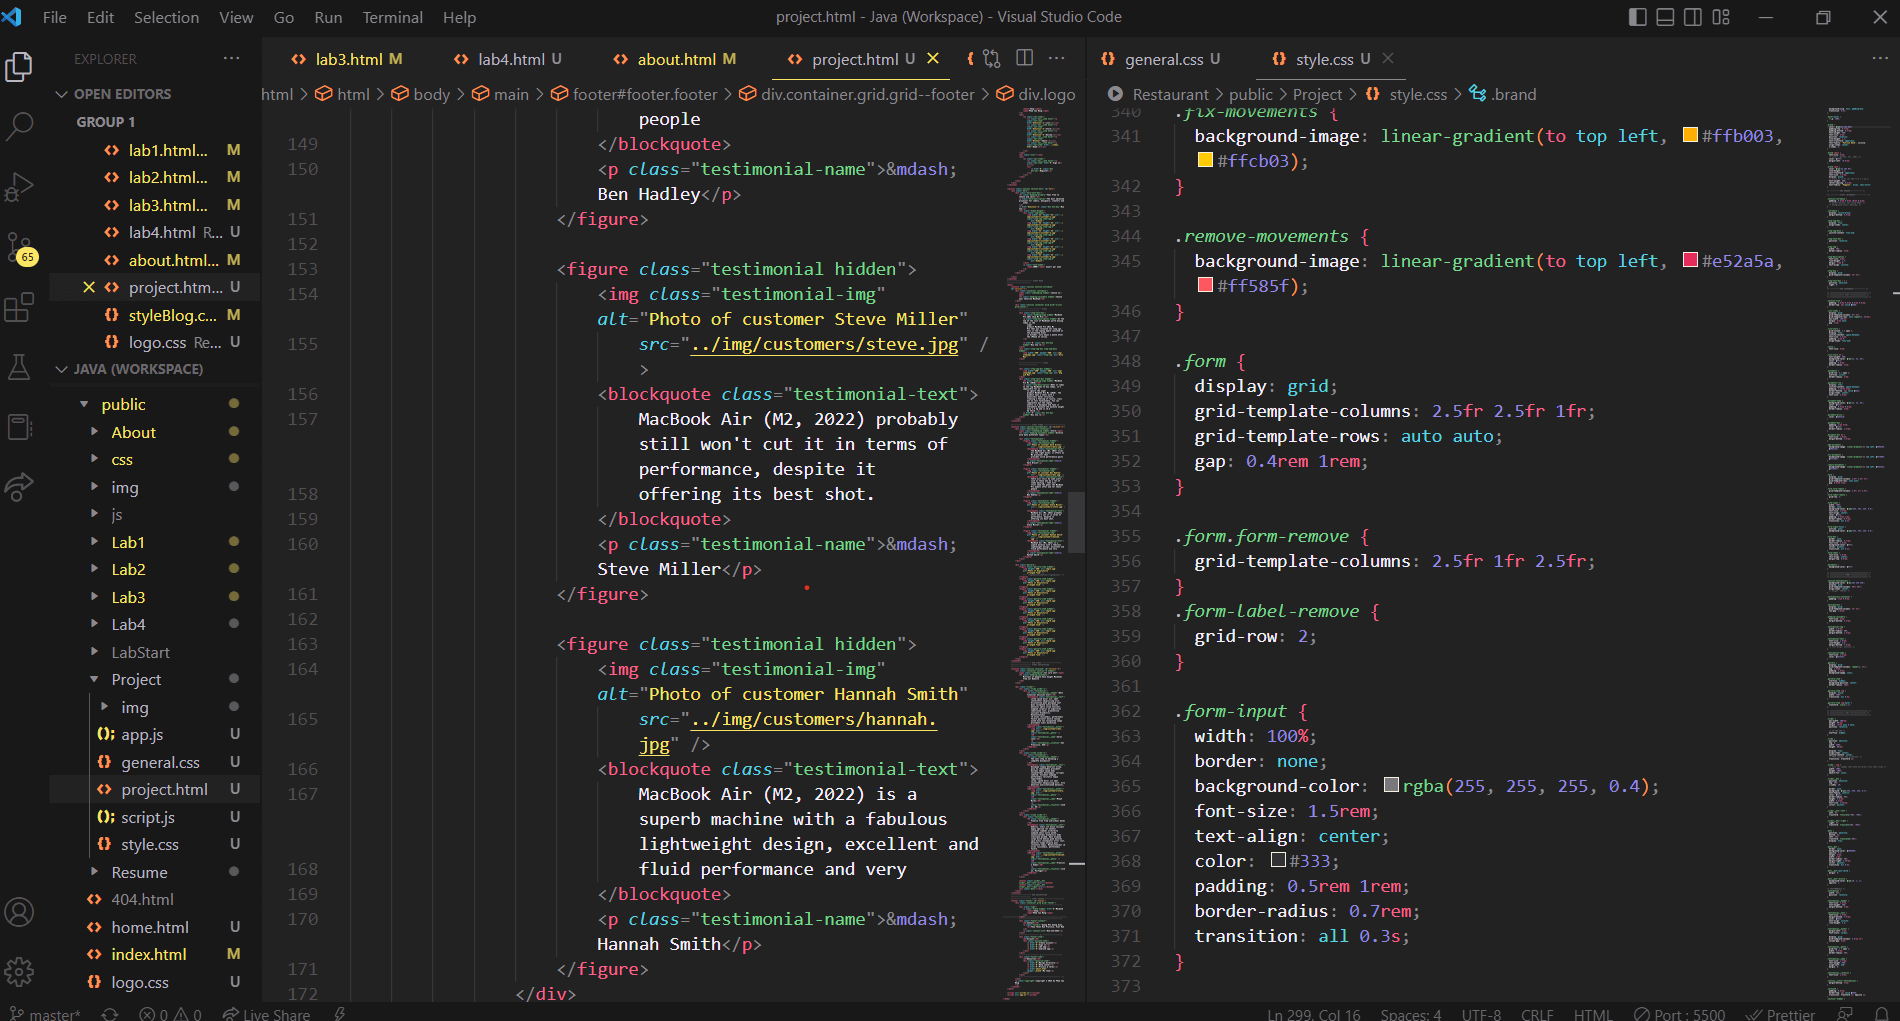 File Edit Selection View Go Run Terminal Help
project.html - Java (Workspace) - Visual Studio Code
EXPLORER
OPEN EDITORS
GROUP 1
lab1.html... M
lab2.html... M
lab3.html... M
lab4.html R... U
about.html... M
project.htm... U
styleBlog.c... M
logo.css Re... U
JAVA (WORKSPACE)
public
About
css
img
js
Lab1
Lab2
Lab3
Lab4
LabStart
Project
img
app.js U
general.css U
project.html U
script.js U
style.css U
Resume
404.html
home.html U
index.html M
logo.css U
65
lab3.html M lab4.html U about.html M project.html U
html > html > body > main > footer#footer.footer > div.container.grid.grid--footer > div.logo
people
149 </blockquote>
150 <p class="testimonial-name">&mdash;
Ben Hadley</p>
151 </figure>
152
153 <figure class="testimonial hidden">
154 <img class="testimonial-img"
alt="Photo of customer Steve Miller"
155 src="../img/customers/steve.jpg" /
>
156 <blockquote class="testimonial-text">
157 MacBook Air (M2, 2022) probably
still won't cut it in terms of
performance, despite it
158 offering its best shot.
159 </blockquote>
160 <p class="testimonial-name">&mdash;
Steve Miller</p>
161 </figure>
162
163 <figure class="testimonial hidden">
164 <img class="testimonial-img"
alt="Photo of customer Hannah Smith"
165 src="../img/customers/hannah.
jpg" />
166 <blockquote class="testimonial-text">
167 MacBook Air (M2, 2022) is a
superb machine with a fabulous
lightweight design, excellent and
168 fluid performance and very
169 </blockquote>
170 <p class="testimonial-name">&mdash;
Hannah Smith</p>
171 </figure>
172 </div>
general.css U style.css U
Restaurant > public > Project > style.css > .brand
340 .fix-movements {
341 background-image: linear-gradient(to top left, #ffb003,
#ffcb03);
342 }
343
344 .remove-movements {
345 background-image: linear-gradient(to top left, #e52a5a,
#ff585f);
346 }
347
348 .form {
349 display: grid;
350 grid-template-columns: 2.5fr 2.5fr 1fr;
351 grid-template-rows: auto auto;
352 gap: 0.4rem 1rem;
353 }
354
355 .form.form-remove {
356 grid-template-columns: 2.5fr 1fr 2.5fr;
357 }
358 .form-label-remove {
359 grid-row: 2;
360 }
361
362 .form-input {
363 width: 100%;
364 border: none;
365 background-color: rgba(255, 255, 255, 0.4);
366 font-size: 1.5rem;
367 text-align: center;
368 color: #333;
369 padding: 0.5rem 1rem;
370 border-radius: 0.7rem;
371 transition: all 0.3s;
372 }
373
master* 0 0 Live Share Ln 299, Col 16 Spaces: 4 UTF-8 CRLF HTML Port : 5500 Prettier